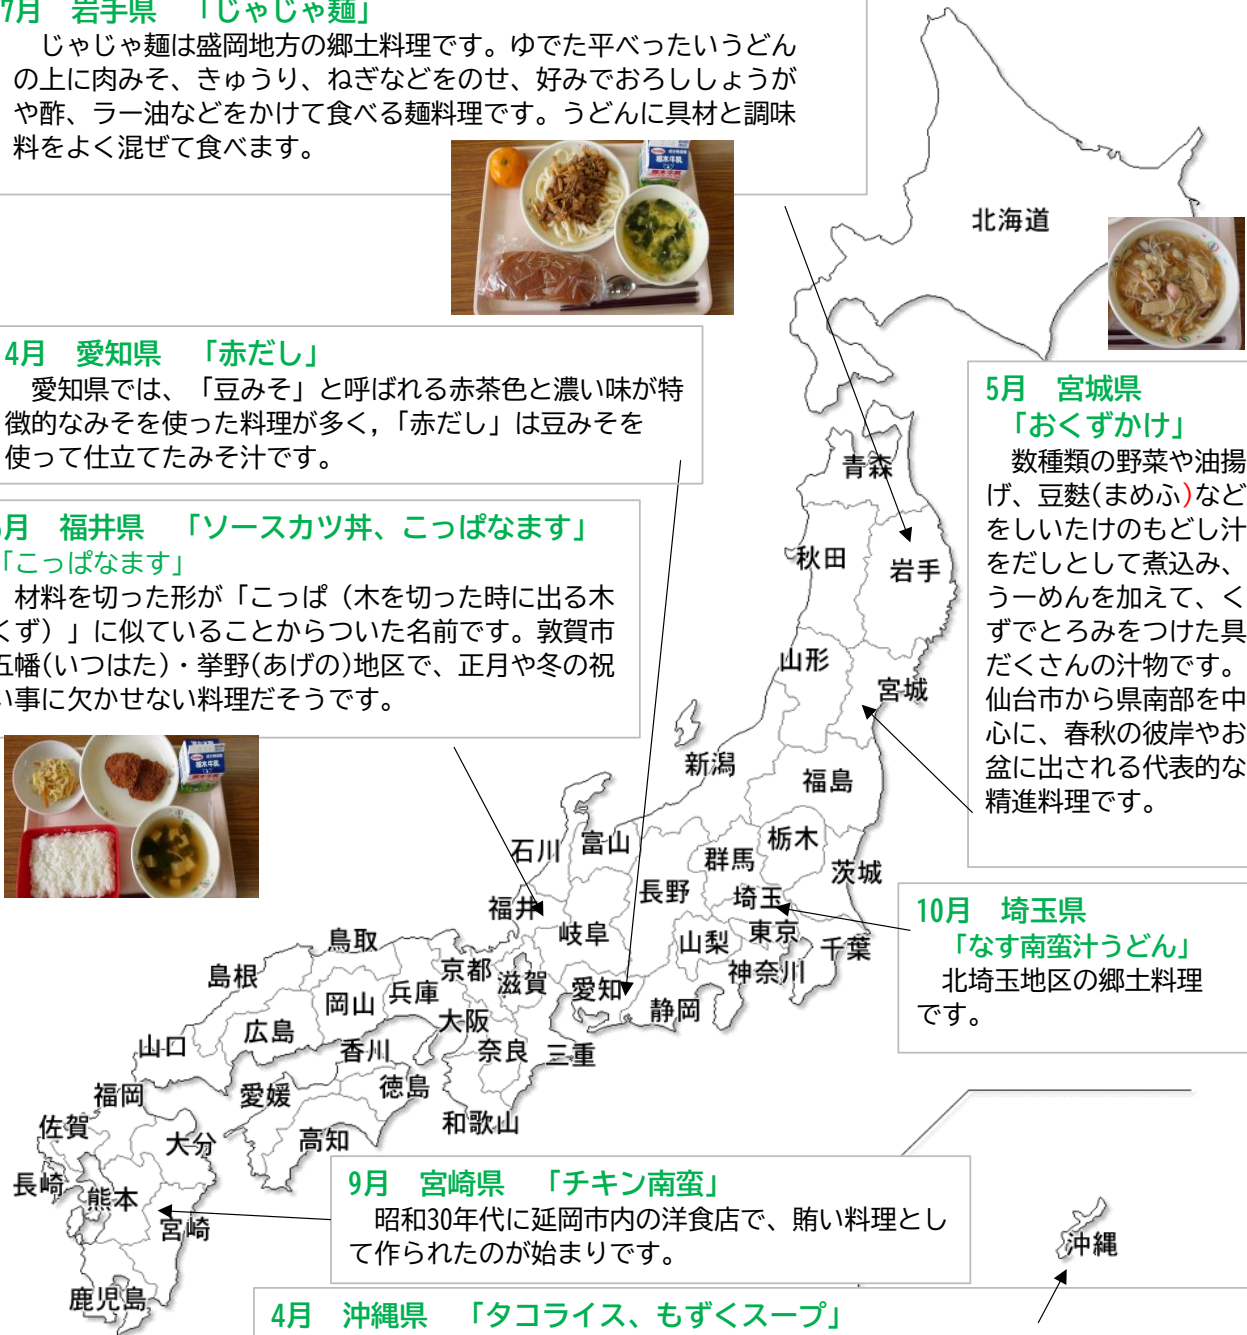 7月　岩手県　「じゃじゃ麺」
じゃじゃ麺は盛岡地方の郷土料理です。ゆでた平べったいうどん
の上に肉みそ、きゅうり、ねぎなどをのせ、好みでおろししょうが
や酢、ラー油などをかけて食べる麺料理です。うどんに具材と調味
料をよく混ぜて食べます。
北海道
4月　愛知県　「赤だし」
愛知県では、「豆みそ」と呼ばれる赤茶色と濃い味が特
徴的なみそを使った料理が多く，「赤だし」は豆みそを
使って仕立てたみそ汁です。
5月　宮城県
「おくずかけ」
数種類の野菜や油揚
げ、豆麩(まめふ)など
をしいたけのもどし汁
をだしとして煮込み、
うーめんを加えて、く
ずでとろみをつけた具
だくさんの汁物です。
仙台市から県南部を中
心に、春秋の彼岸やお
盆に出される代表的な
精進料理です。
月　福井県　「ソースカツ丼、こっぱなます」
「こっぱなます」
材料を切った形が「こっぱ（木を切った時に出る木
くず）」に似ていることからついた名前です。敦賀市
五幡(いつはた)・挙野(あげの)地区で、正月や冬の祝
い事に欠かせない料理だそうです。
青森
秋田
岩手
山形
宮城
新潟
福島
石川
富山
群馬
栃木
茨城
長野
埼玉
福井
岐阜
山梨
東京
千葉
神奈川
鳥取
島根
岡山
兵庫
京都
滋賀
愛知
静岡
広島
大阪
山口
香川
奈良
三重
福岡
愛媛
徳島
和歌山
佐賀
大分
高知
長崎
熊本
宮崎
鹿児島
沖縄
10月　埼玉県
「なす南蛮汁うどん」
北埼玉地区の郷土料理
です。
9月　宮崎県　「チキン南蛮」
昭和30年代に延岡市内の洋食店で、賄い料理とし
て作られたのが始まりです。
4月　沖縄県　「タコライス、もずくスープ」